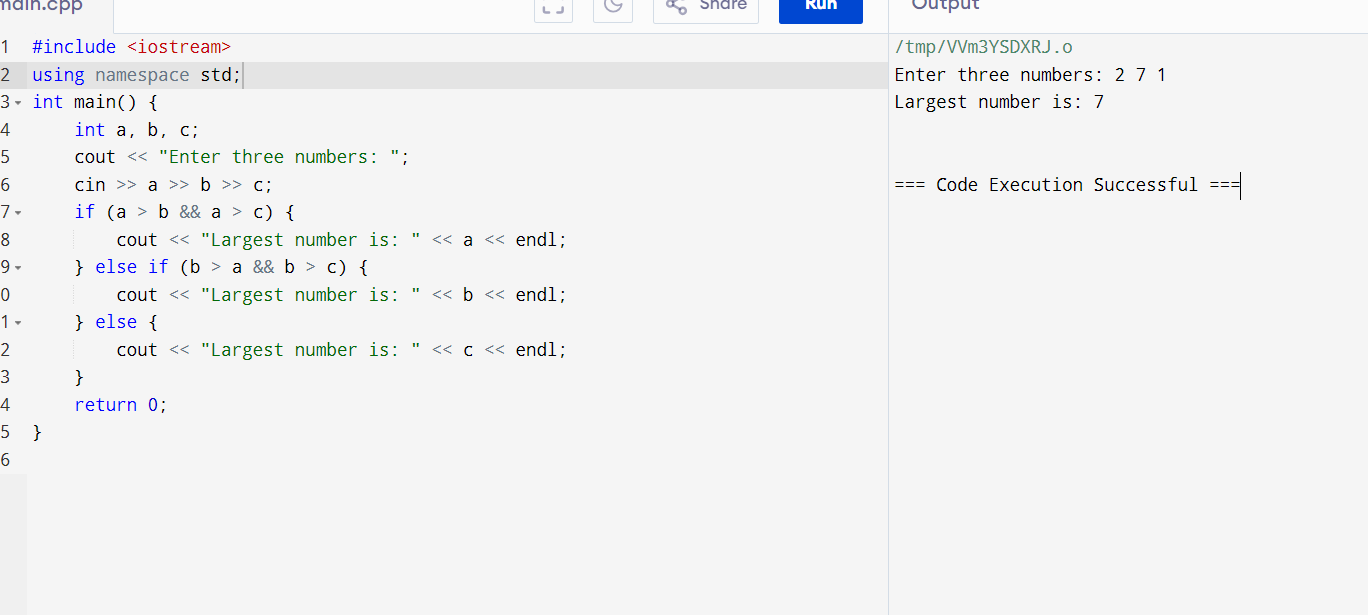 main.cpp
Share
Run
Output
1 #include <iostream>
2 using namespace std;
3 int main() {
4     int a, b, c;
5     cout << "Enter three numbers: ";
6     cin >> a >> b >> c;
7     if (a > b && a > c) {
8         cout << "Largest number is: " << a << endl;
9     } else if (b > a && b > c) {
0         cout << "Largest number is: " << b << endl;
1     } else {
2         cout << "Largest number is: " << c << endl;
3     }
4     return 0;
5 }
6
/tmp/VVm3YSDXRJ.o
Enter three numbers: 2 7 1
Largest number is: 7
=== Code Execution Successful ===